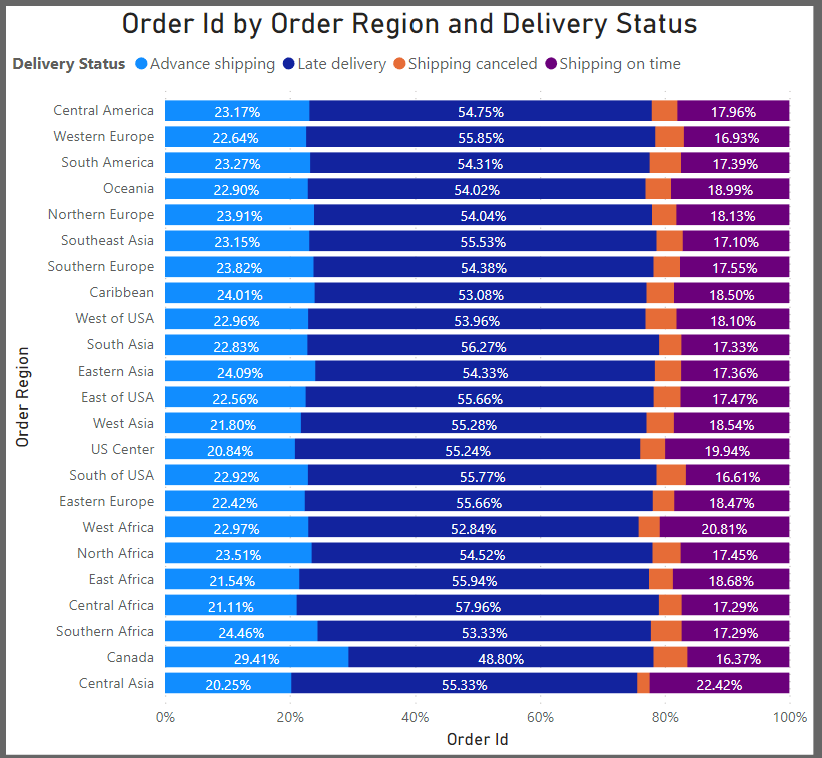 Order Id by Order Region and Delivery Status
Delivery Status Advance shipping Late delivery Shipping canceled Shipping on time
Order Region
Central America 23.17% 54.75% 17.96%
Western Europe 22.64% 55.85% 16.93%
South America 23.27% 54.31% 17.39%
Oceania 22.90% 54.02% 18.99%
Northern Europe 23.91% 54.04% 18.13%
Southeast Asia 23.15% 55.53% 17.10%
Southern Europe 23.82% 54.38% 17.55%
Caribbean 24.01% 53.08% 18.50%
West of USA 22.96% 53.96% 18.10%
South Asia 22.83% 56.27% 17.33%
Eastern Asia 24.09% 54.33% 17.36%
East of USA 22.56% 55.66% 17.47%
West Asia 21.80% 55.28% 18.54%
US Center 20.84% 55.24% 19.94%
South of USA 22.92% 55.77% 16.61%
Eastern Europe 22.42% 55.66% 18.47%
West Africa 22.97% 52.84% 20.81%
North Africa 23.51% 54.52% 17.45%
East Africa 21.54% 55.94% 18.68%
Central Africa 21.11% 57.96% 17.29%
Southern Africa 24.46% 53.33% 17.29%
Canada 29.41% 48.80% 16.37%
Central Asia 20.25% 55.33% 22.42%
0% 20% 40% 60% 80% 100%
Order Id